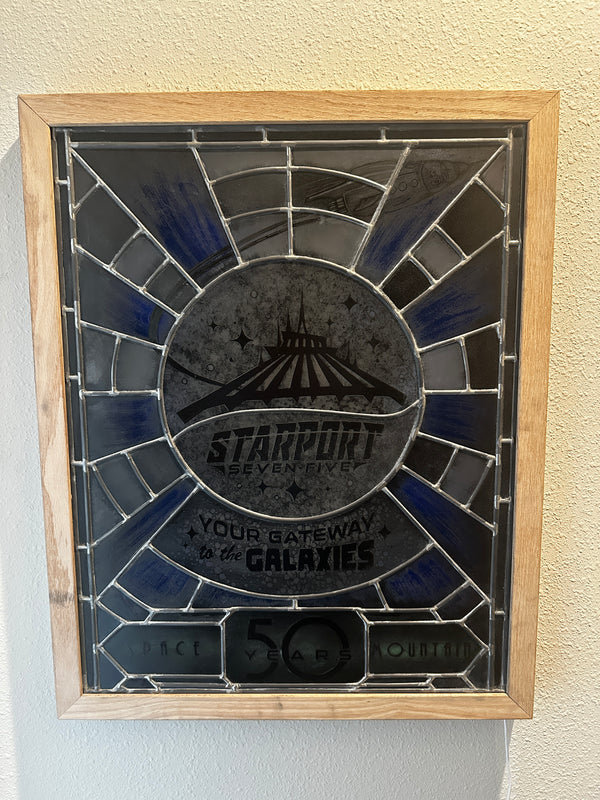 STARPORT
SEVEN-FIVE
YOUR GATEWAY
to the GALAXIES
SPACE 50 YEARS MOUNTAIN